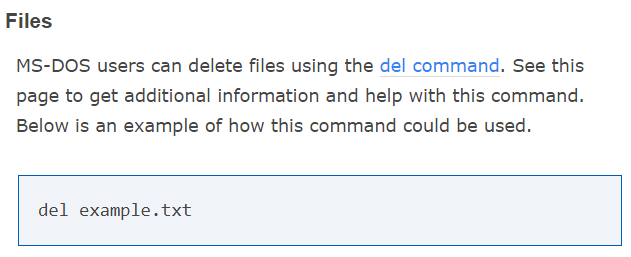 Files
MS-DOS users can delete files using the del command. See this
page to get additional information and help with this command.
Below is an example of how this command could be used.
del example.txt